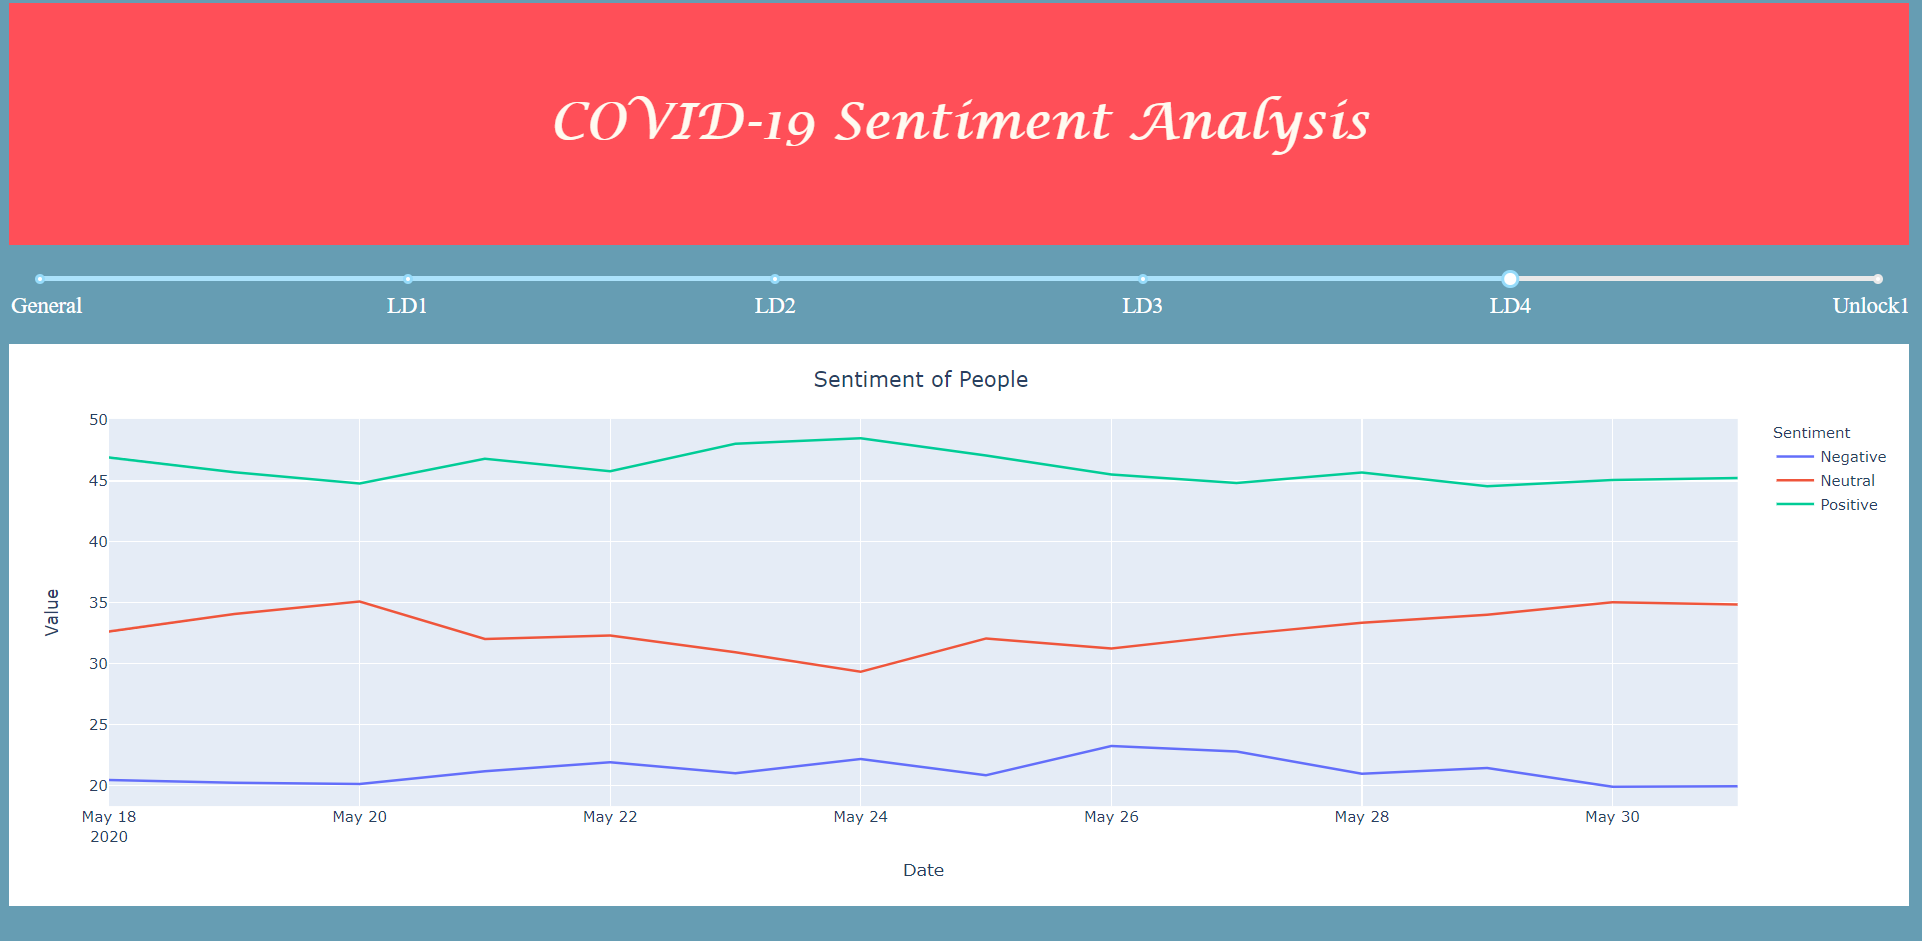 COVID-19 Sentiment Analysis
General LD1 LD2 LD3 LD4 Unlock1
Sentiment of People
50
45
40
35
30
25
20
Value
May 18 May 20 May 22 May 24 May 26 May 28 May 30
2020
Date
Sentiment
Negative
Neutral
Positive